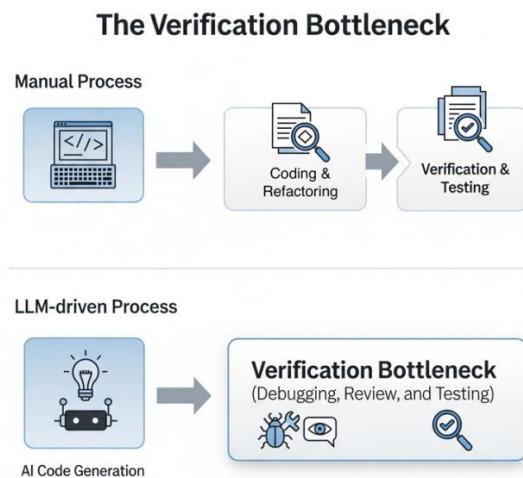 The Verification Bottleneck
Manual Process
</>
Coding &
Refactoring
Verification &
Testing
LLM-driven Process
AI Code Generation
Verification Bottleneck
(Debugging, Review, and Testing)